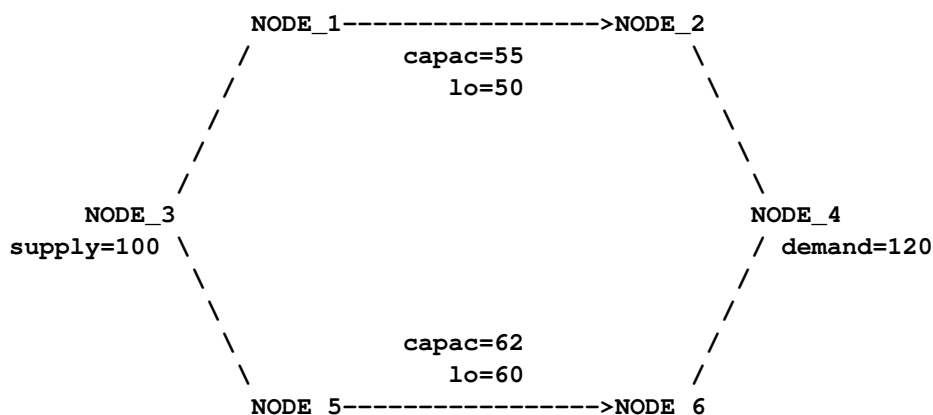 NODE_1----------------->NODE_2
capac=55
lo=50
NODE_3
NODE_4
supply=100
demand=120
capac=62
lo=60
NODE_5----------------->NODE_6